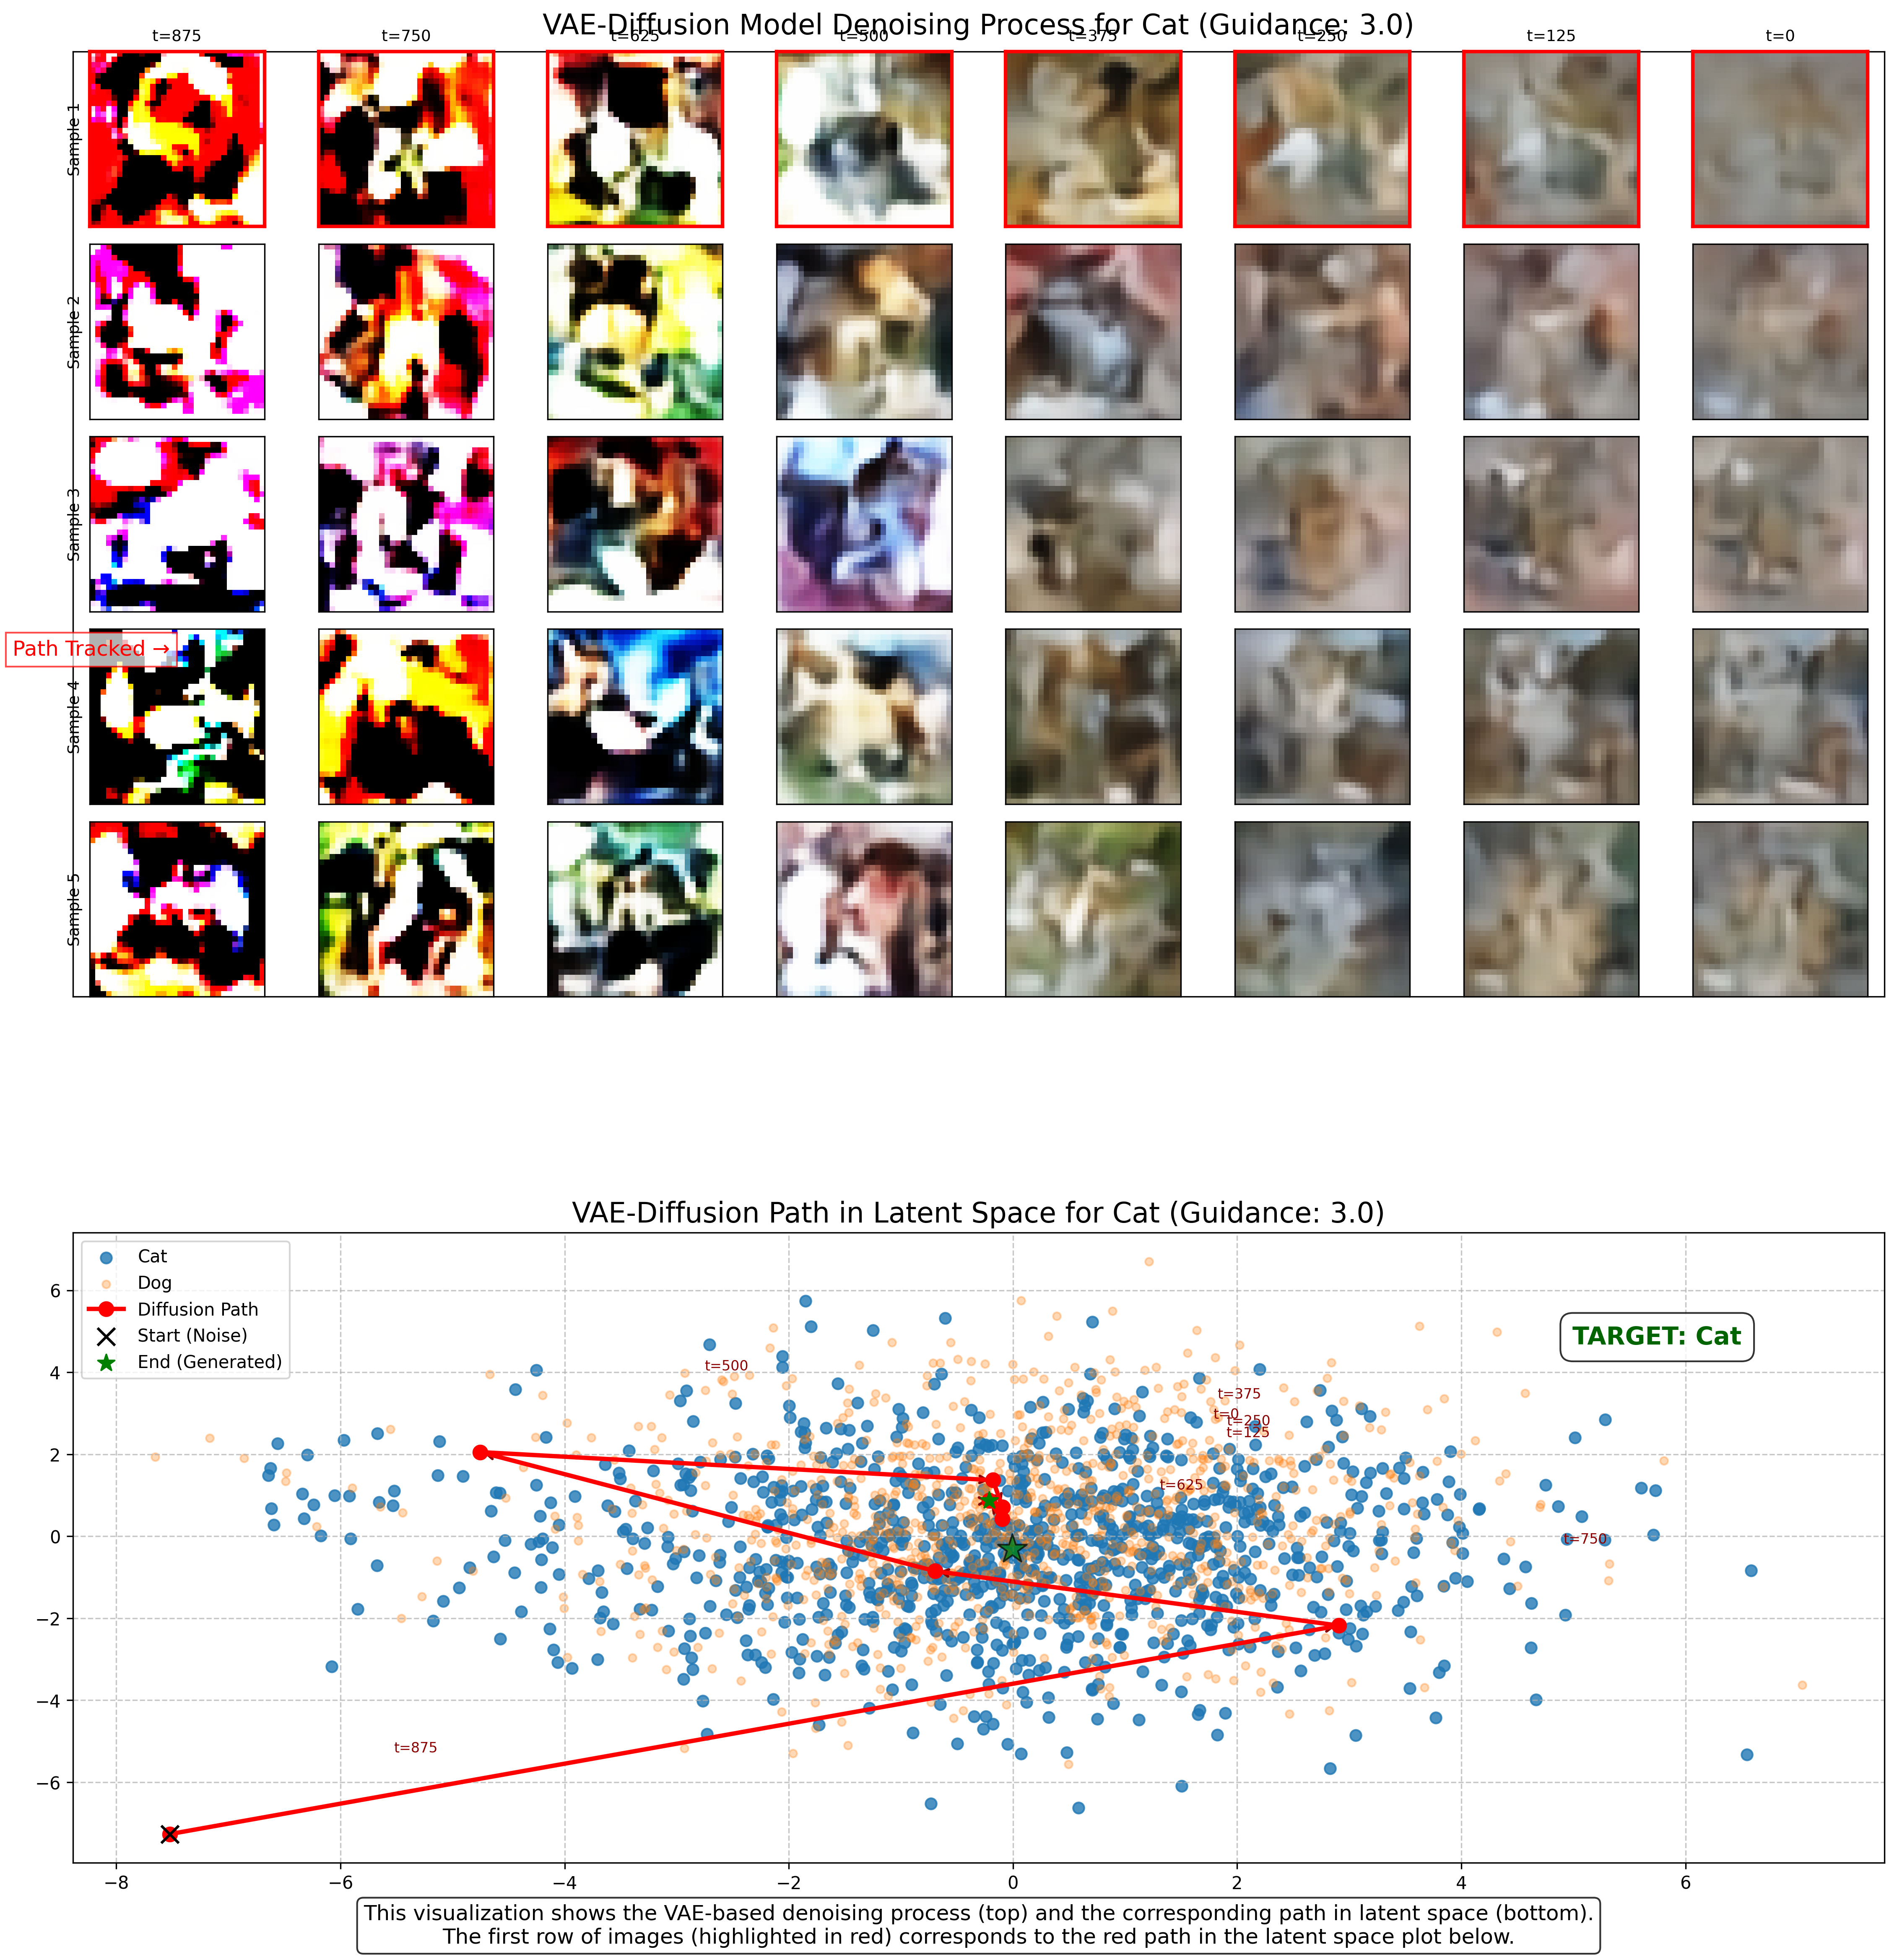 VAE-Diffusion Model Denoising Process for Cat (Guidance: 3.0)
t=875
t=750
t=625
t=500
t=375
t=250
t=125
t=0
Sample 1
Sample 2
Sample 3
Path Tracked →
Sample 4
Sample 5
VAE-Diffusion Path in Latent Space for Cat (Guidance: 3.0)
Cat
Dog
Diffusion Path
Start (Noise)
End (Generated)
TARGET: Cat
t=500
t=375
t=0
t=250
t=125
t=625
t=750
t=875
6
4
2
0
−2
−4
−6
−8
−6
−4
−2
0
2
4
6
This visualization shows the VAE-based denoising process (top) and the corresponding path in latent space (bottom).
The first row of images (highlighted in red) corresponds to the red path in the latent space plot below.